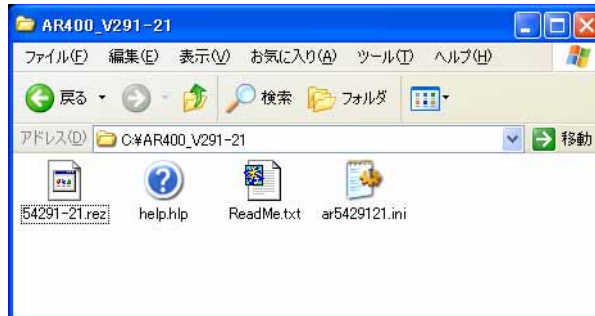 AR400_V291-21
ファイル(F) 編集(E) 表示(V) お気に入り(A) ツール(T) ヘルプ(H)
戻る 検索 フォルダ
アドレス(D) C:¥AR400_V291-21 移動
54291-21.rez help.hlp ReadMe.txt ar5429121.ini